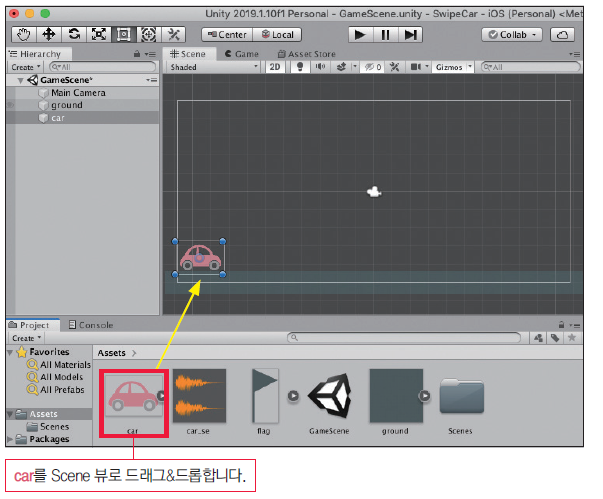 Unity 2019.1.10f1 Personal - GameScene.unity - SwipeCar - iOS (Personal) <Met
Center Local Collab
Hierarchy Scene Game Asset Store
Create All Shaded 2D 0 Gizmos All
GameScene*
Main Camera
ground
car
Project Console
Create
Favorites Assets
All Materials
All Models
All Prefabs
Assets
Scenes
Packages
car car_se flag GameScene ground Scenes
car를 Scene 뷰로 드래그&드롭합니다.